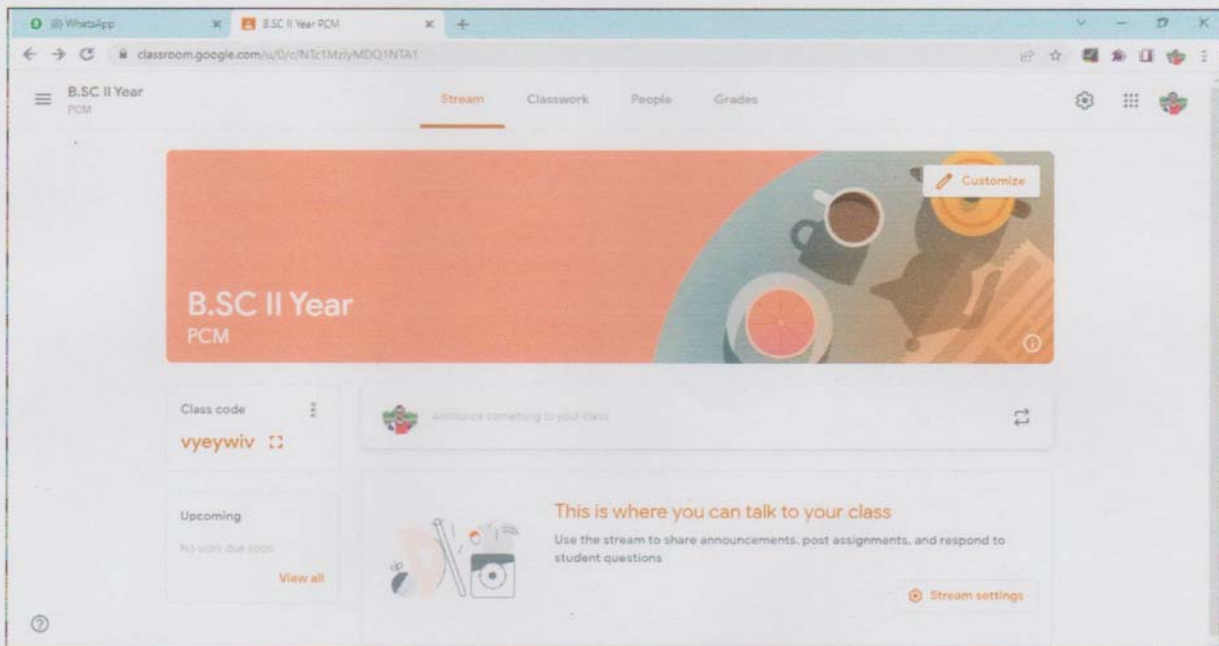 WhatsApp
B.SC II Year PCM
classroom.google.com/u/0/c/NTc1MzIyMDQ1NTA1
B.SC II Year
PCM
Stream Classwork People Grades
Customize
B.SC II Year
PCM
Class code
vyeywiv
Announce something to your class
Upcoming
No work due soon
View all
This is where you can talk to your class
Use the stream to share announcements, post assignments, and respond to
student questions
Stream settings